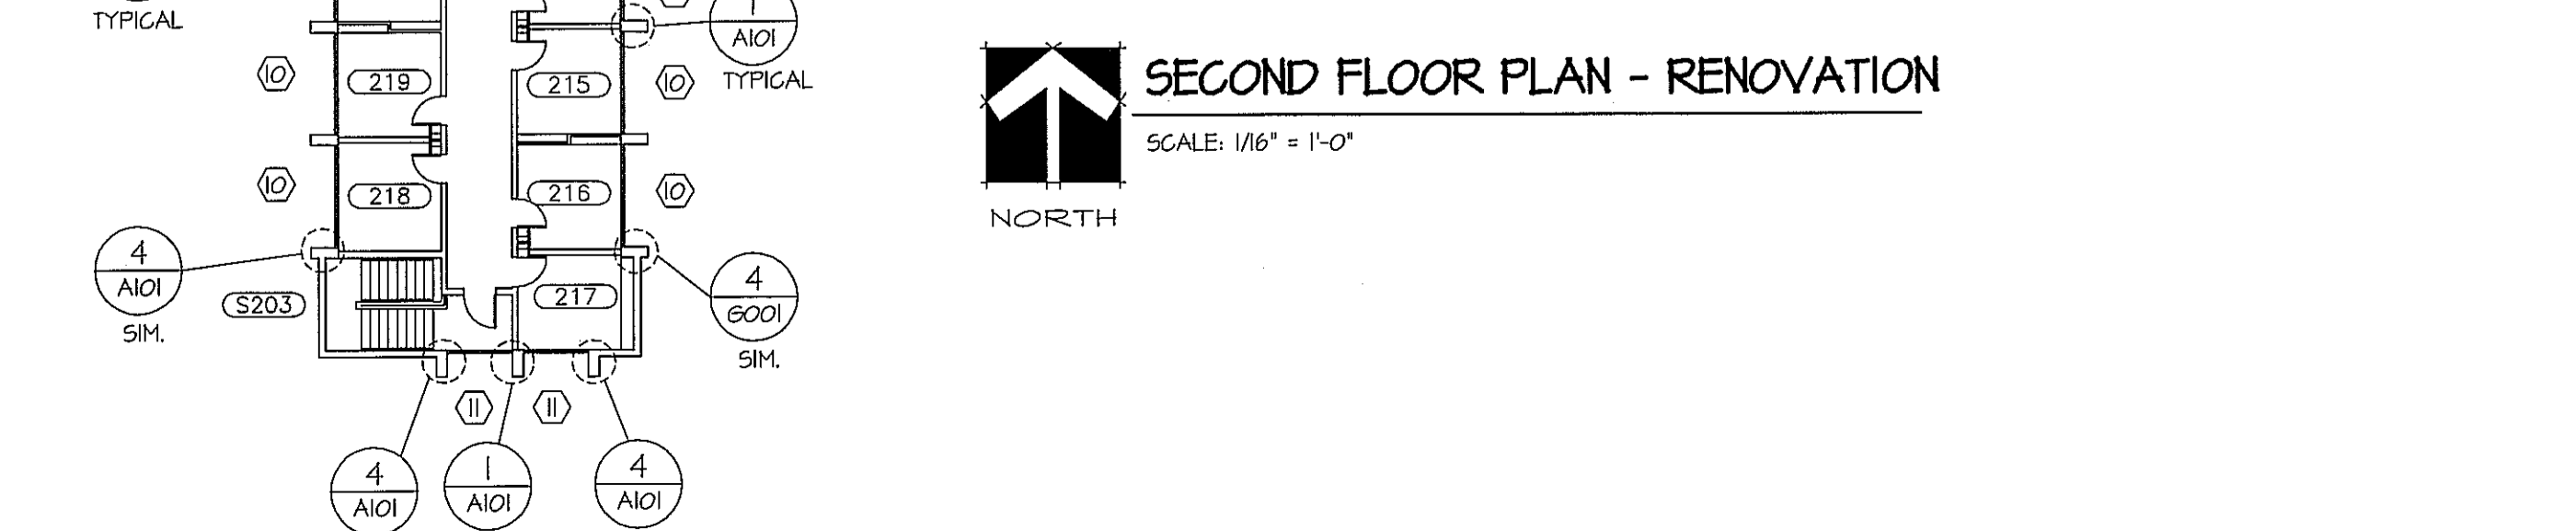 TYPICAL
1
A101
TYPICAL
10
219
215
10
10
218
216
10
4
A101
SIM.
S203
217
4
G001
SIM.
11
11
4
A101
1
A101
4
A101
SECOND FLOOR PLAN - RENOVATION
SCALE: 1/16" = 1'-0"
NORTH